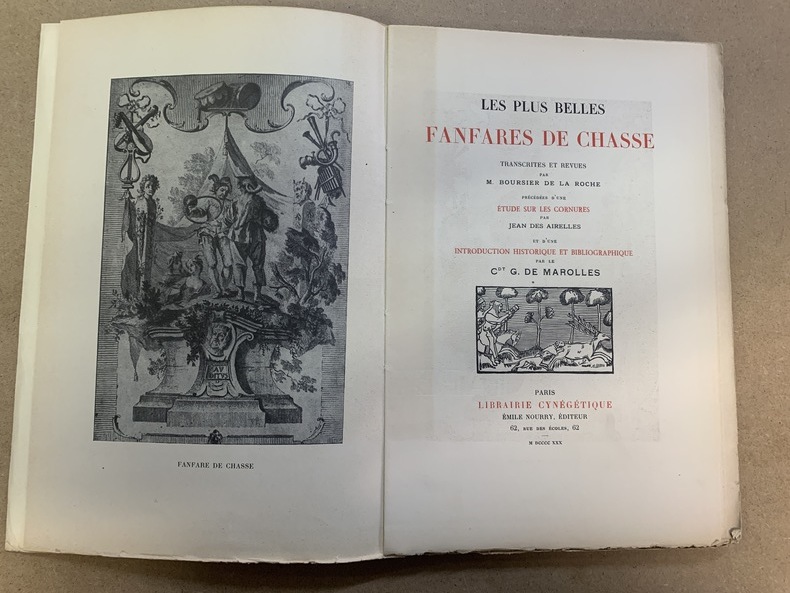 FANFARE DE CHASSE
LES PLUS BELLES
FANFARES DE CHASSE
TRANSCRITES ET REVUES
PAR
M. BOURSIER DE LA ROCHE
PRÉCÉDÉES D'UNE
ÉTUDE SUR LES CORNURES
PAR
JEAN DES AIRELLES
ET D'UNE
INTRODUCTION HISTORIQUE ET BIBLIOGRAPHIQUE
PAR LE
CDT G. DE MAROLLES
PARIS
LIBRAIRIE CYNÉGÉTIQUE
ÉMILE NOURRY, ÉDITEUR
62, RUE DES ÉCOLES, 62
M DCCCC XXX